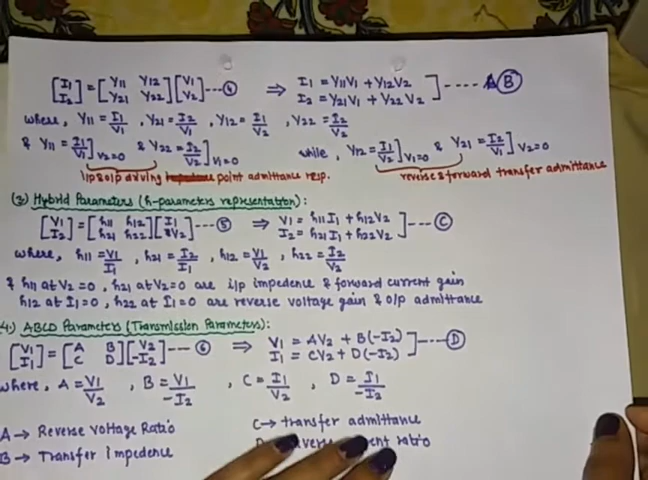 [I1 I2] = [Y11 Y12 Y21 Y22] [V1 V2] ---- ④ ⇒ I1 = Y11V1 + Y12V2
I2 = Y21V1 + Y22V2 ] ---- Ⓑ
where, Y11 = I1/V1, Y21 = I2/V1, Y12 = I1/V2, Y22 = I2/V2
& Y11 = I1/V1]V2=0 & Y22 = I2/V2]V1=0 while, Y12 = I1/V2]V1=0 & Y21 = I2/V1]V2=0
i/p & o/p driving point admittance resp. reverse & forward transfer admittance
(3) Hybrid Parameters (h-parameters representation):
[V1 I2] = [h11 h12 h21 h22] [I1 V2] ---- ⑤ ⇒ V1 = h11I1 + h12V2
I2 = h21I1 + h22V2 ] ---- Ⓒ
where, h11 = V1/I1, h21 = I2/I1, h12 = V1/V2, h22 = I2/V2
& h11 at V2=0, h21 at V2=0 are i/p impedence & forward current gain
h12 at I1=0, h22 at I1=0 are reverse voltage gain & o/p admittance
4.) ABCD Parameters (Transmission Parameters):
[V1 I1] = [A B C D] [V2 -I2] ---- ⑥ ⇒ V1 = AV2 + B(-I2)
I1 = CV2 + D(-I2) ] ---- Ⓓ
where, A = V1/V2, B = V1/-I2, C = I1/V2, D = I1/-I2
A → Reverse Voltage Ratio C → transfer admittance
B → Transfer impedence ratio